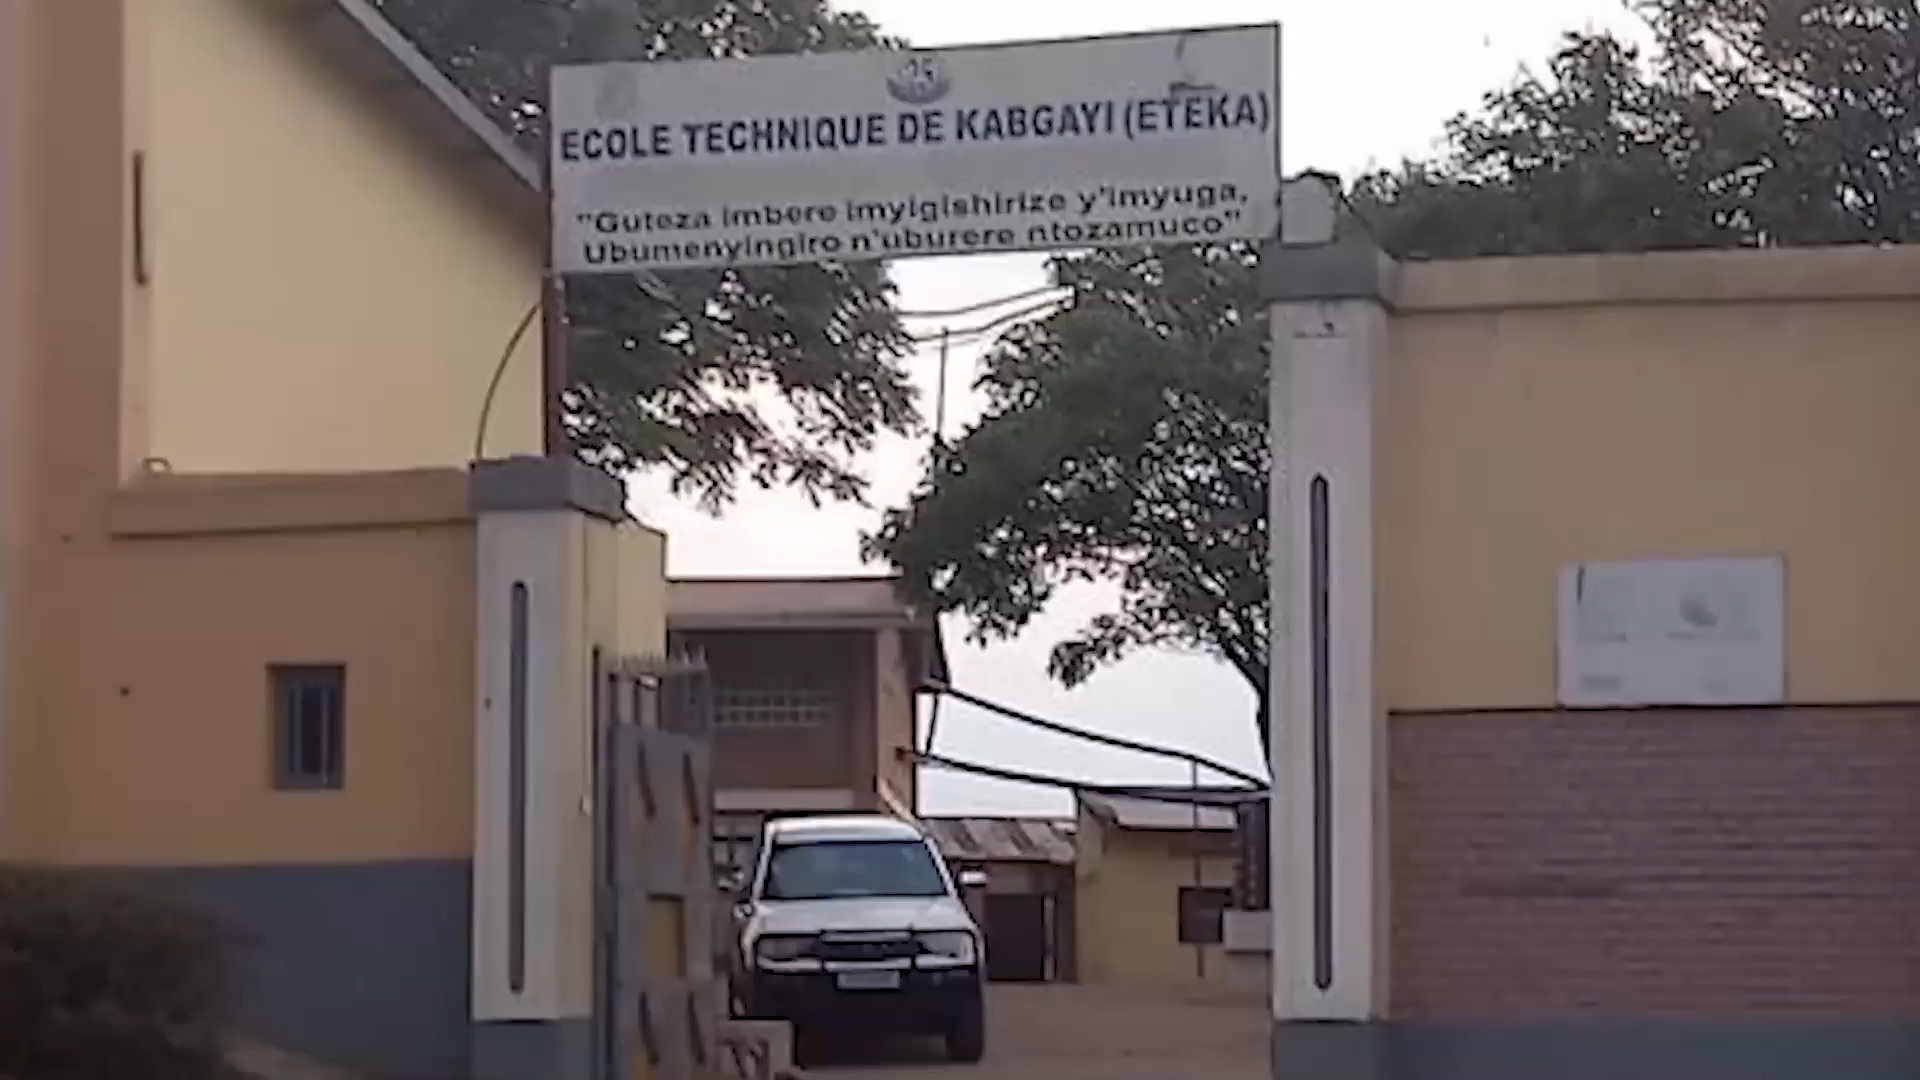 ECOLE TECHNIQUE DE KABGAYI (ETEKA)
"Guteza imbere imyigishirize y'imyuga,
Ubumenyingiro n'uburere ntozamuco"